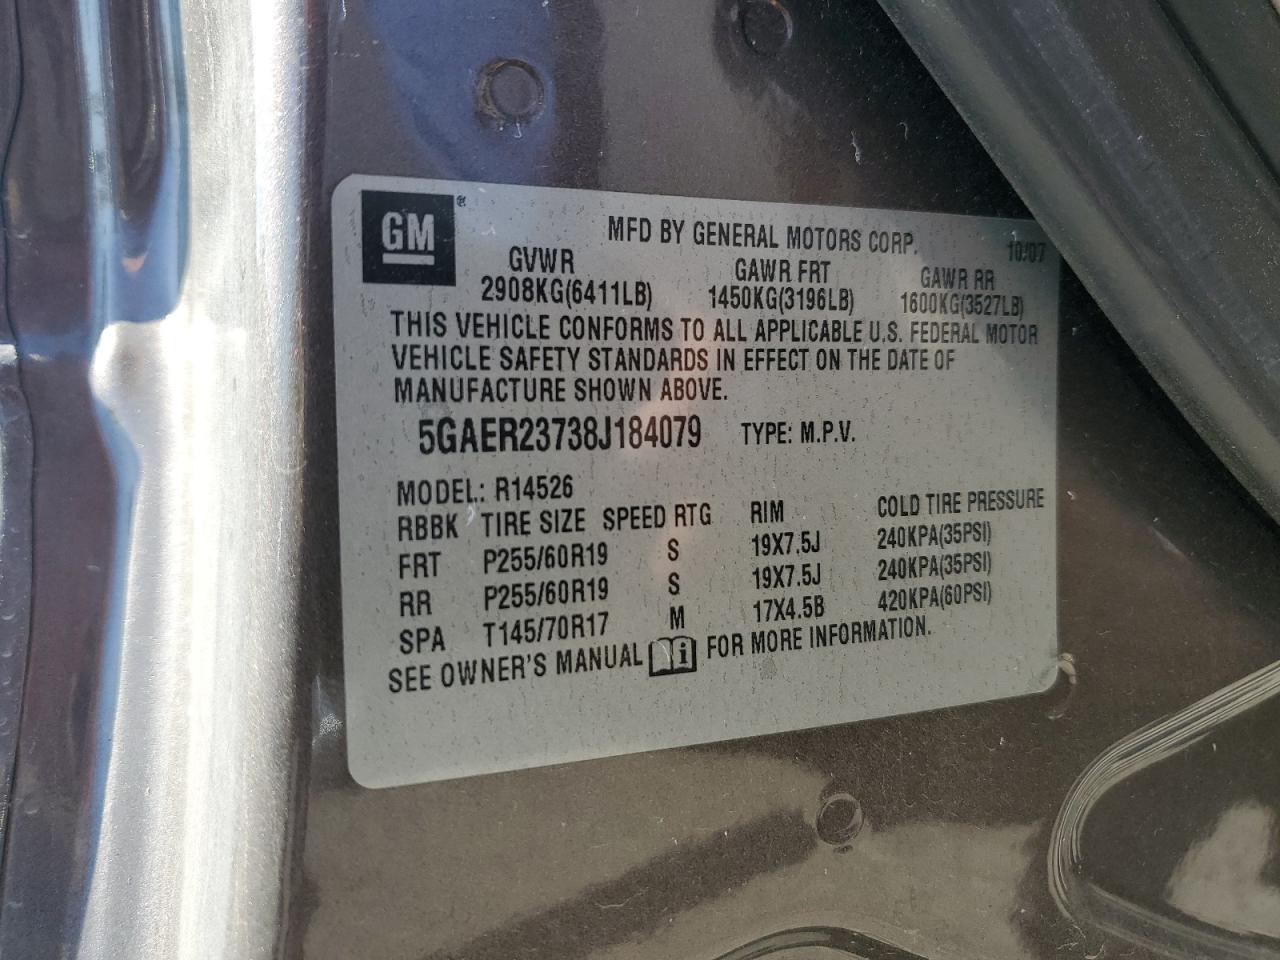 GM®
MFD BY GENERAL MOTORS CORP. 10/07
GVWR GAWR FRT GAWR RR
2908KG(6411LB) 1450KG(3196LB) 1600KG(3527LB)
THIS VEHICLE CONFORMS TO ALL APPLICABLE U.S. FEDERAL MOTOR
VEHICLE SAFETY STANDARDS IN EFFECT ON THE DATE OF
MANUFACTURE SHOWN ABOVE.
5GAER23738J184079 TYPE: M.P.V.
MODEL: R14526
RBBK TIRE SIZE SPEED RTG RIM COLD TIRE PRESSURE
FRT P255/60R19 S 19X7.5J 240KPA(35PSI)
RR P255/60R19 S 19X7.5J 240KPA(35PSI)
SPA T145/70R17 M 17X4.5B 420KPA(60PSI)
SEE OWNER'S MANUAL i FOR MORE INFORMATION.